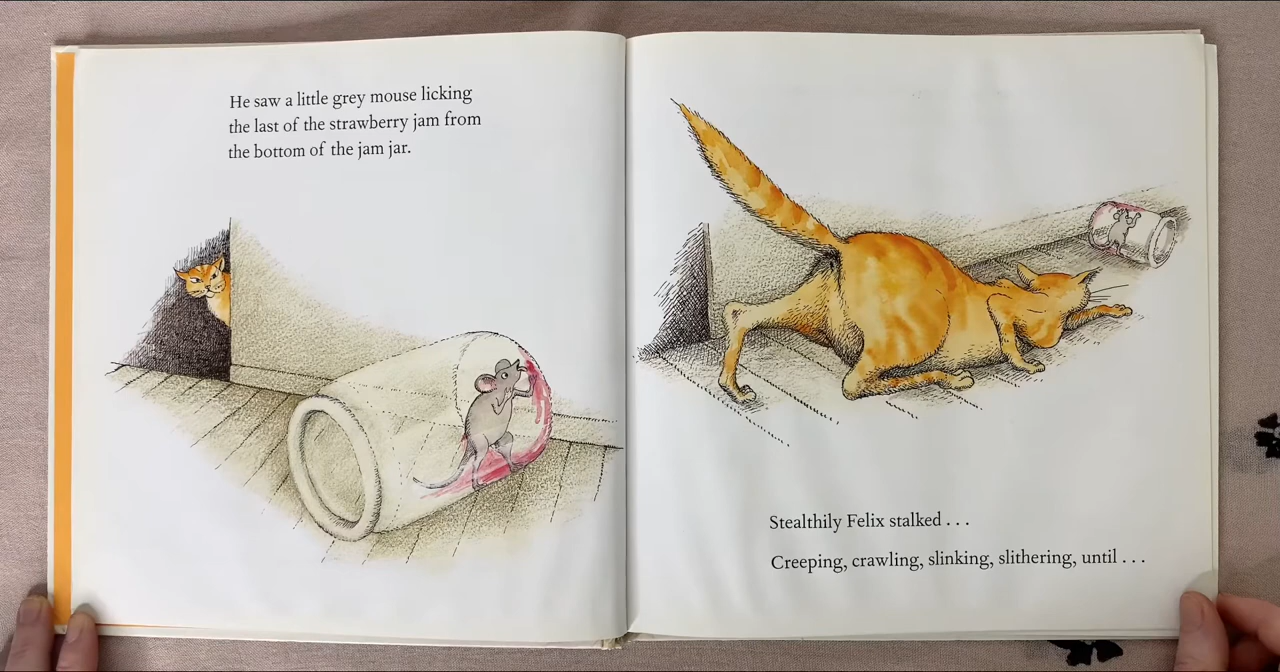 He saw a little grey mouse licking
the last of the strawberry jam from
the bottom of the jam jar.
Stealthily Felix stalked . . .
Creeping, crawling, slinking, slithering, until . . .